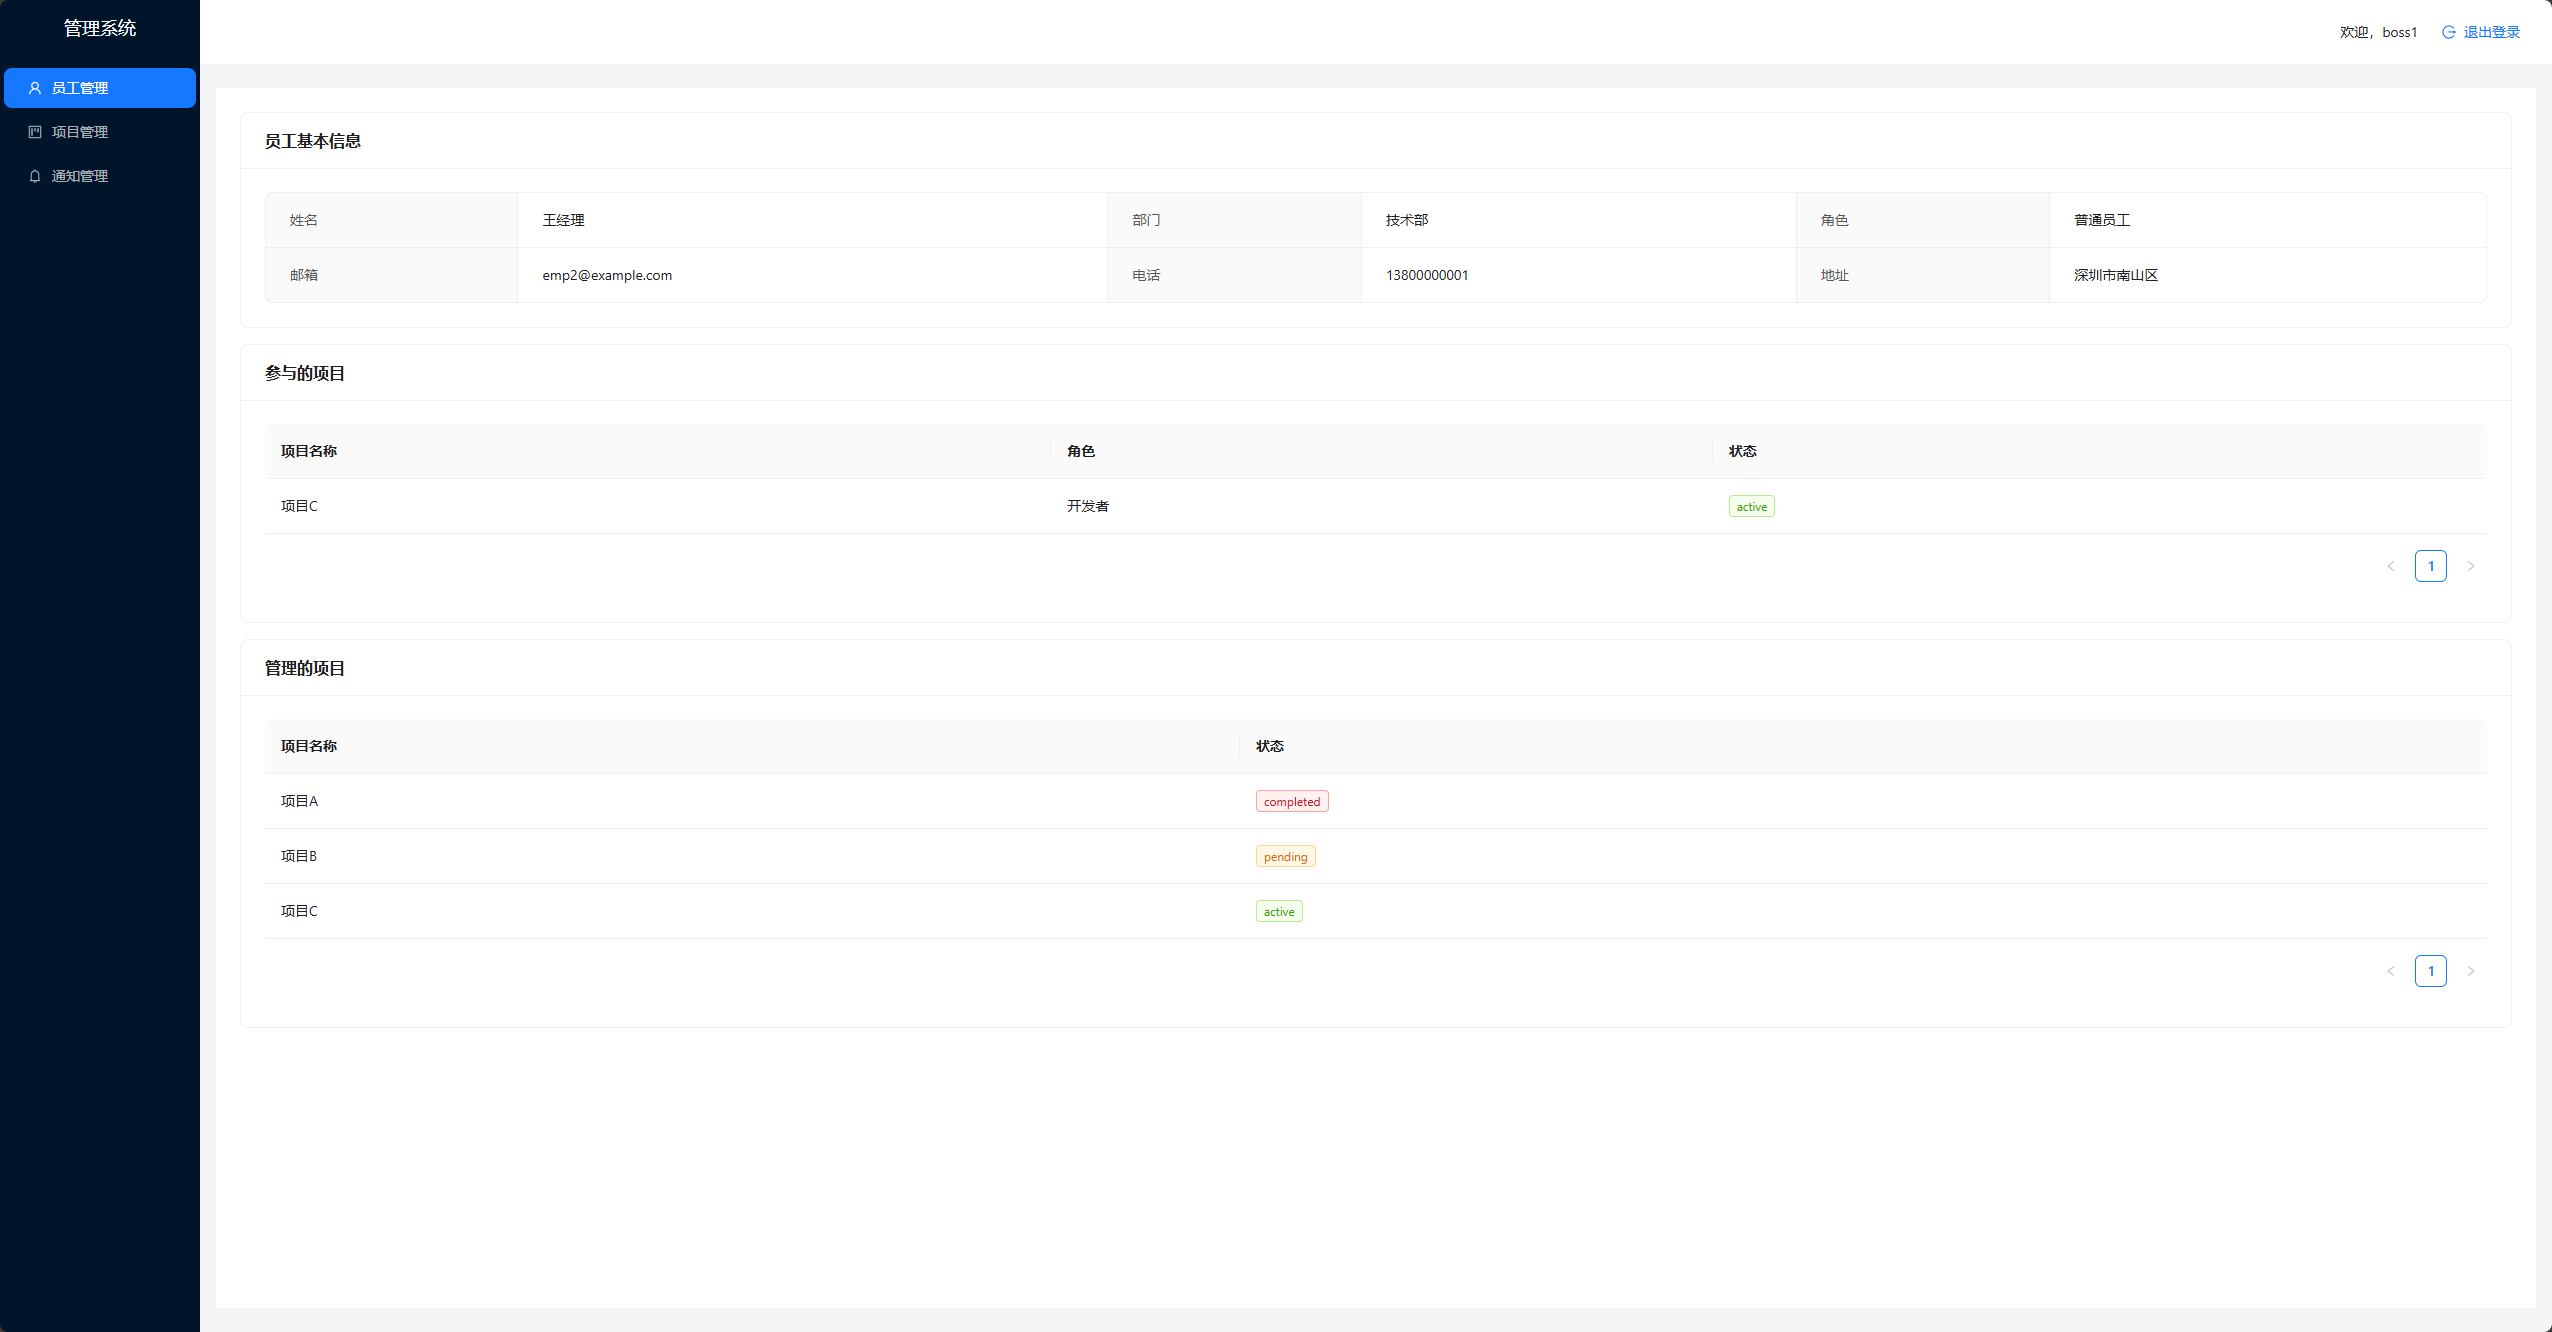 管理系统
欢迎，boss1 退出登录
员工管理
项目管理
通知管理
员工基本信息
姓名 王经理 部门 技术部 角色 普通员工
邮箱 emp2@example.com 电话 13800000001 地址 深圳市南山区
参与的项目
项目名称 角色 状态
项目C 开发者 active
1
管理的项目
项目名称 状态
项目A completed
项目B pending
项目C active
1